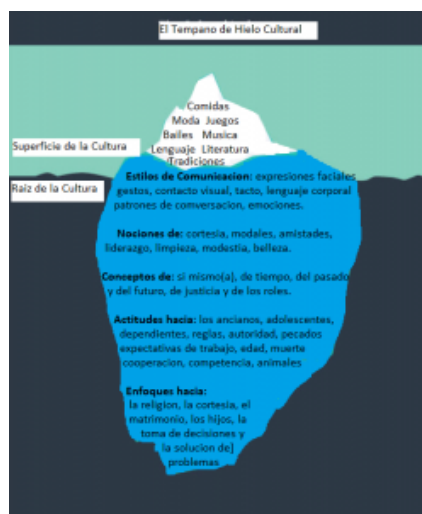 El Tempano de Hielo Cultural
Comidas
Moda Juegos
Bailes Musica
Superficie de la Cultura
Lenguaje Literatura
Tradiciones
Raiz de la Cultura
Estilos de Comunicacion: expresiones faciales
gestos, contacto visual, tacto, lenguaje corporal
patrones de comversacion, emociones.
Nociones de: cortesia, modales, amistades,
liderazgo, limpieza, modestia, belleza.
Conceptos de: si mismo(a), de tiempo, del pasado
y del futuro, de justicia y de los roles.
Actitudes hacia: los ancianos, adolescentes,
dependientes, reglas, autoridad, pecados
expectativas de trabajo, edad, muerte
cooperacion, competencia, animales
Enfoques hacia:
la religion, la cortesia, el
matrimonio, los hijos, la
toma de decisiones y
la solucion de]
problemas